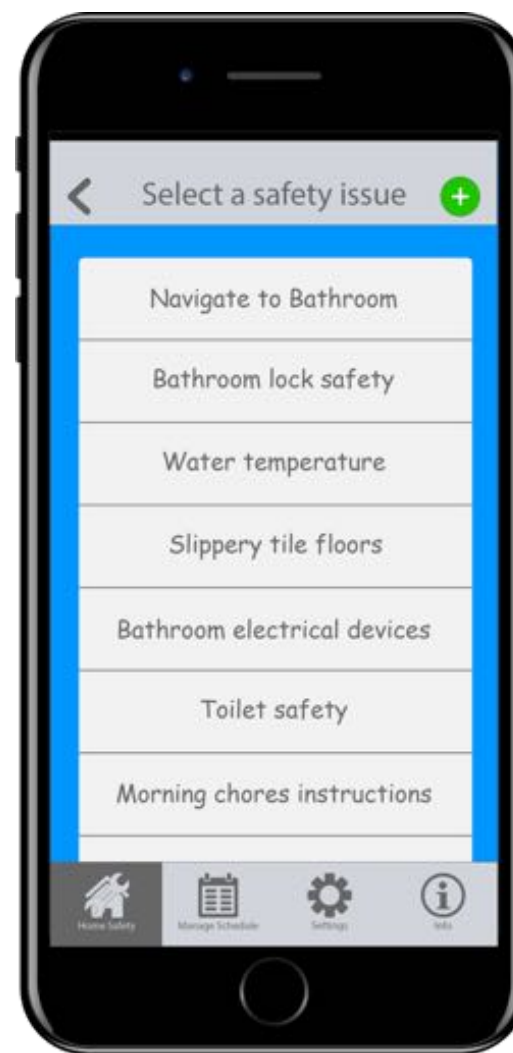 Select a safety issue
Navigate to Bathroom
Bathroom lock safety
Water temperature
Slippery tile floors
Bathroom electrical devices
Toilet safety
Morning chores instructions
Home Safety
Manage Schedule
Settings
Info